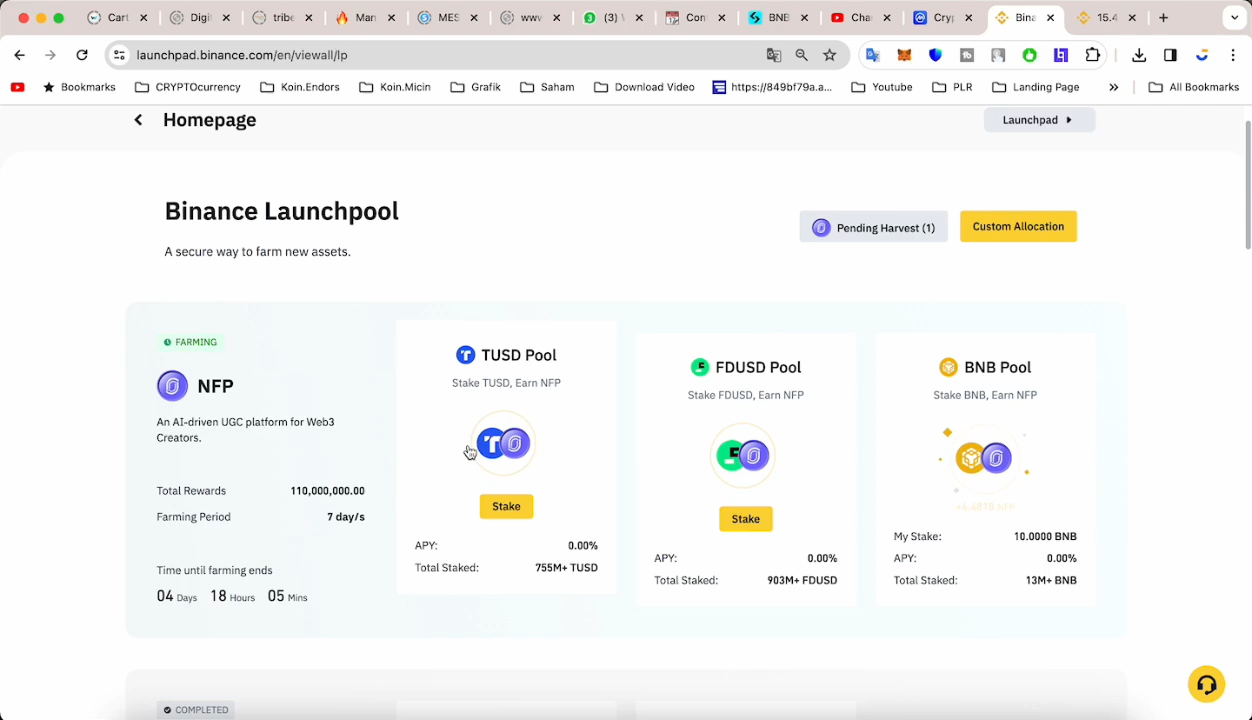 Cart
Digi
tribe
Man
MES
www
(3)
Con
BNB
Cha
Cryp
Bina
15.4
launchpad.binance.com/en/viewall/lp
Bookmarks
CRYPTOcurrency
Koin.Endors
Koin.Micin
Grafik
Saham
Download Video
https://849bf79a.a...
Youtube
PLR
Landing Page
»
All Bookmarks
Homepage
Launchpad
Binance Launchpool
A secure way to farm new assets.
Pending Harvest (1)
Custom Allocation
FARMING
NFP
An AI-driven UGC platform for Web3
Creators.
Total Rewards 110,000,000.00
Farming Period 7 day/s
Time until farming ends
04 Days 18 Hours 05 Mins
TUSD Pool
Stake TUSD, Earn NFP
Stake
APY: 0.00%
Total Staked: 755M+ TUSD
FDUSD Pool
Stake FDUSD, Earn NFP
Stake
APY: 0.00%
Total Staked: 903M+ FDUSD
BNB Pool
Stake BNB, Earn NFP
My Stake: 10.0000 BNB
APY: 0.00%
Total Staked: 13M+ BNB
COMPLETED